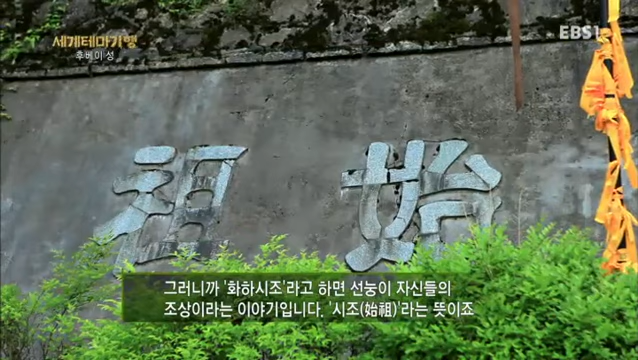 세계테마기행
후베이 성
EBS1
祖 始
그러니까 '화하시조'라고 하면 선눙이 자신들의
조상이라는 이야기입니다. '시조(始祖)'라는 뜻이죠